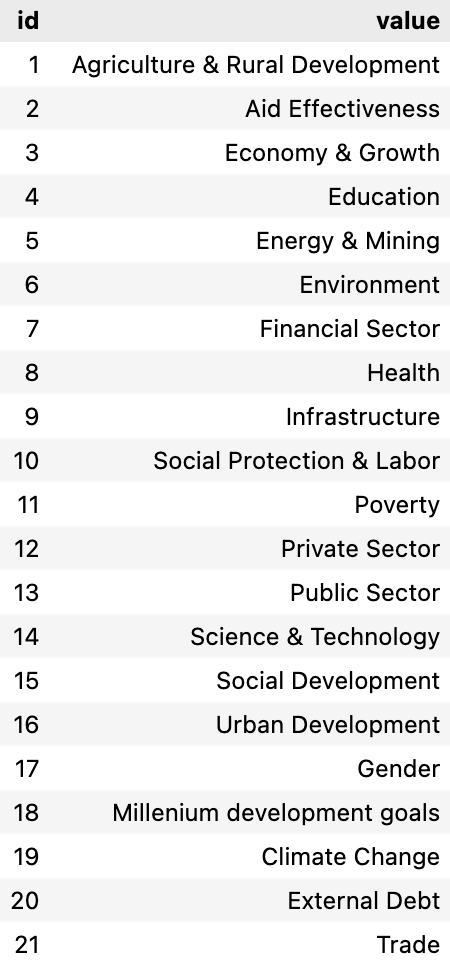 id value
1 Agriculture & Rural Development
2 Aid Effectiveness
3 Economy & Growth
4 Education
5 Energy & Mining
6 Environment
7 Financial Sector
8 Health
9 Infrastructure
10 Social Protection & Labor
11 Poverty
12 Private Sector
13 Public Sector
14 Science & Technology
15 Social Development
16 Urban Development
17 Gender
18 Millenium development goals
19 Climate Change
20 External Debt
21 Trade